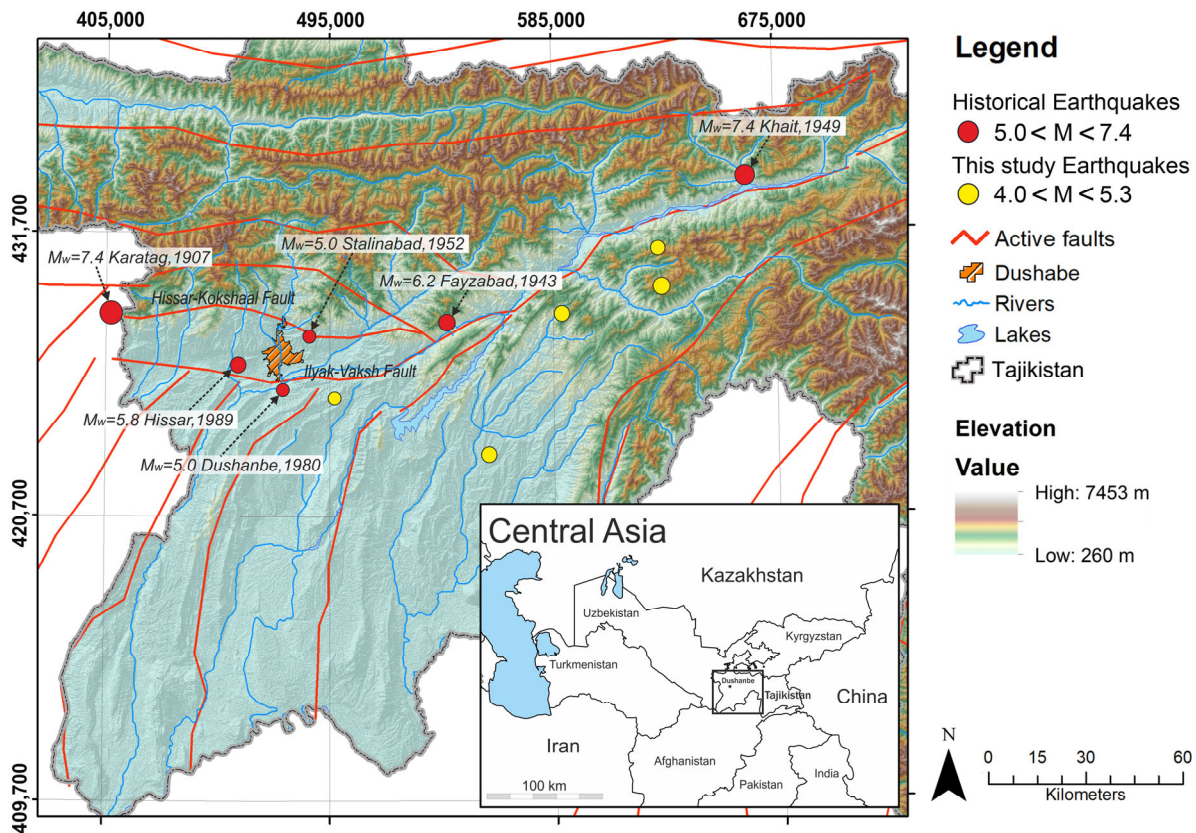 405,000
495,000
585,000
675,000
431,700
420,700
409,700
Mw=7.4 Khait,1949
Mw=5.0 Stalinabad,1952
Mw=7.4 Karatag,1907
Mw=6.2 Fayzabad,1943
Hissar-Kokshaal Fault
Ilyak-Vaksh Fault
Mw=5.8 Hissar,1989
Mw=5.0 Dushanbe,1980
Central Asia
Kazakhstan
Uzbekistan
Kyrgyzstan
Turkmenistan
Dushanbe
Tajikistan
China
Iran
Afghanistan
Pakistan
India
100 km
Legend
Historical Earthquakes
5.0 < M < 7.4
This study Earthquakes
4.0 < M < 5.3
Active faults
Dushabe
Rivers
Lakes
Tajikistan
Elevation
Value
High: 7453 m
Low: 260 m
N
0 15 30 60
Kilometers